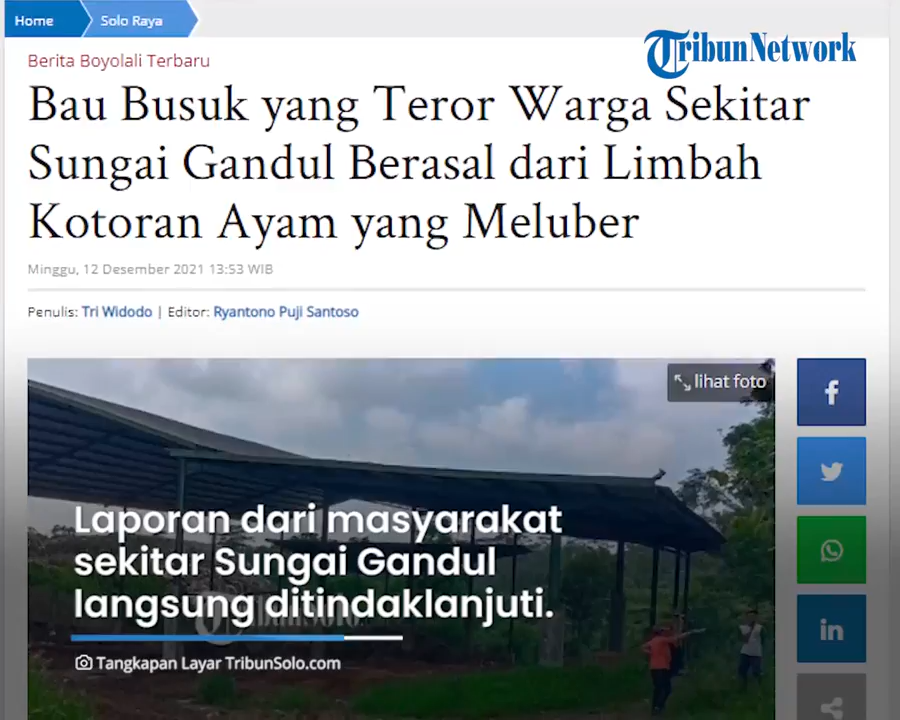 Home
Solo Raya
TribunNetwork
Berita Boyolali Terbaru
Bau Busuk yang Teror Warga Sekitar
Sungai Gandul Berasal dari Limbah
Kotoran Ayam yang Meluber
Minggu, 12 Desember 2021 13:53 WIB
Penulis: Tri Widodo | Editor: Ryantono Puji Santoso
lihat foto
Laporan dari masyarakat
sekitar Sungai Gandul
langsung ditindaklanjuti.
Tangkapan Layar TribunSolo.com